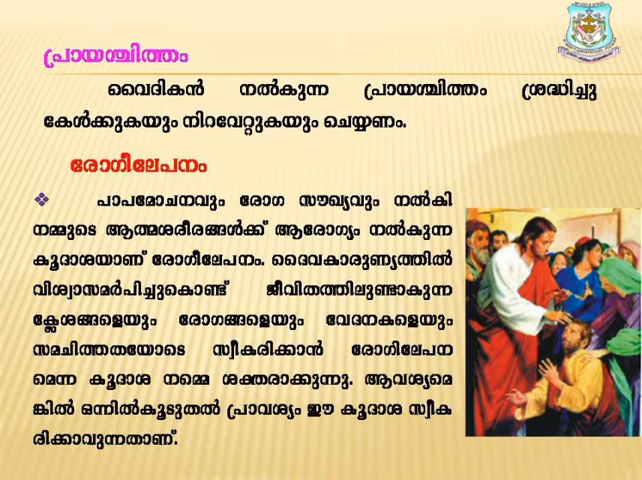 പ്രായശ്ചിത്തം
വൈദികൻ നൽകുന്ന പ്രായശ്ചിത്തം ശ്രദ്ധിച്ചു
കേൾക്കുകയും നിറവേറ്റുകയും ചെയ്യണം.
രോഗീലേപനം
❖ പാപമോചനവും രോഗ സൗഖ്യവും നൽകി
നമ്മുടെ ആത്മശരീരങ്ങൾക്ക് ആരോഗ്യം നൽകുന്ന
കൂദാശയാണ് രോഗീലേപനം. ദൈവകാരുണ്യത്തിൽ
വിശ്വാസമർപിച്ചുകൊണ്ട് ജീവിതത്തിലുണ്ടാകുന്ന
ക്ലേശങ്ങളെയും രോഗങ്ങളെയും വേദനകളെയും
സമചിത്തതയോടെ സ്വീകരിക്കാൻ രോഗിലേപന
മെന്ന കൂദാശ നമ്മെ ശക്തരാക്കുന്നു. ആവശ്യമെ
ങ്കിൽ ഒന്നിൽകൂടുതൽ പ്രാവശ്യം ഈ കൂദാശ സ്വീക
രിക്കാവുന്നതാണ്.